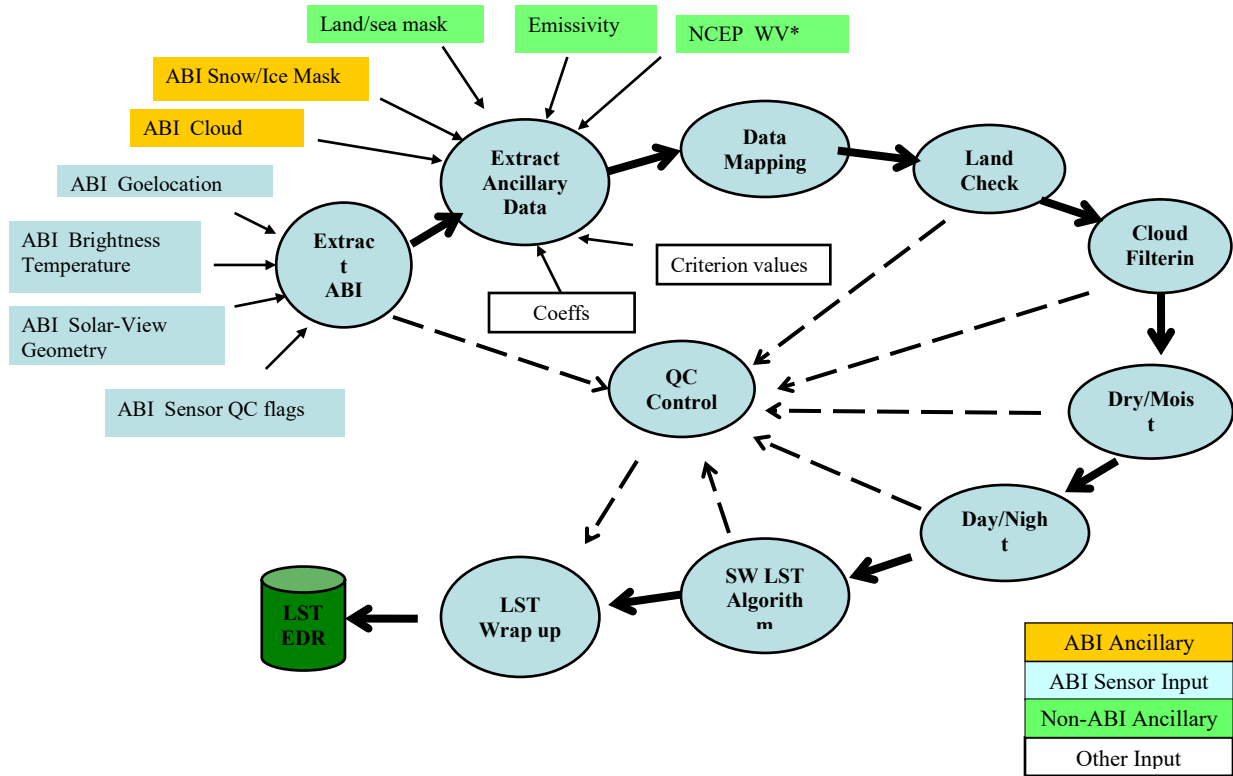 Land/sea mask
Emissivity
NCEP WV*
ABI Snow/Ice Mask
ABI Cloud
ABI Goelocation
ABI Brightness
Temperature
ABI Solar-View
Geometry
ABI Sensor QC flags
Extrac
t
ABI
Extract
Ancillary
Data
Coeffs
Criterion values
Data
Mapping
Land
Check
Cloud
Filterin
Dry/Mois
t
Day/Nigh
t
QC
Control
SW LST
Algorith
m
LST
Wrap up
LST
EDR
ABI Ancillary
ABI Sensor Input
Non-ABI Ancillary
Other Input